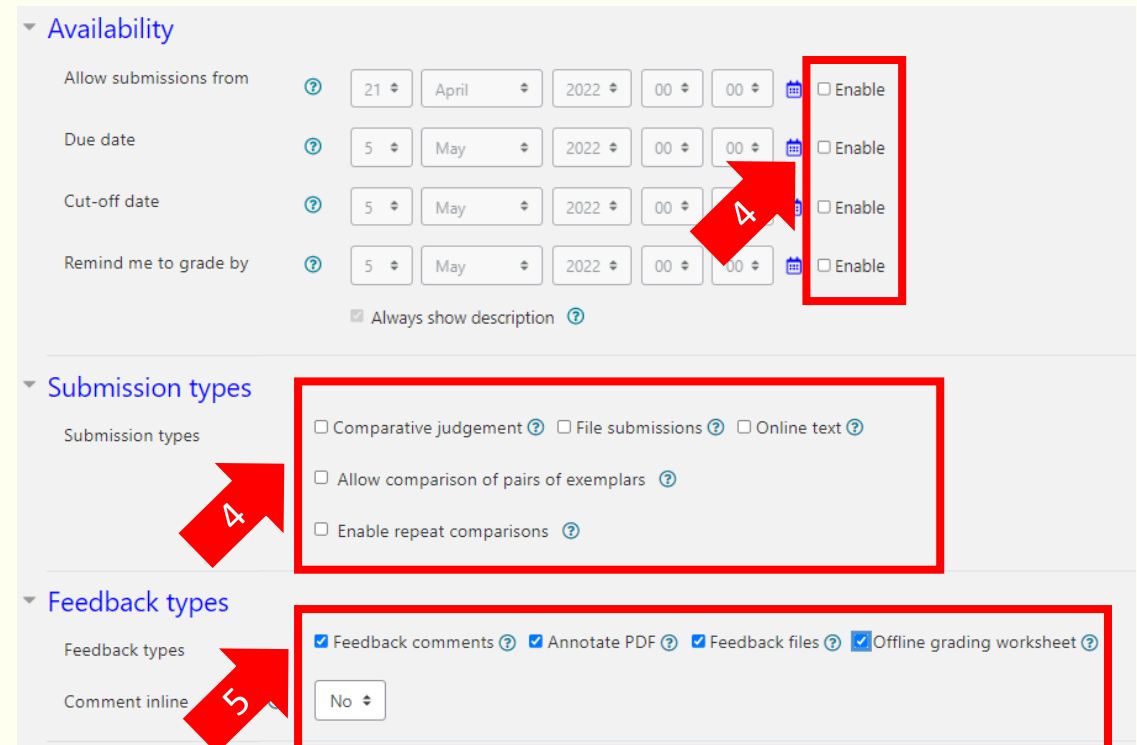 Availability
Allow submissions from ? 21 April 2022 00 00 Enable
Due date ? 5 May 2022 00 00 Enable
Cut-off date ? 5 May 2022 00 Enable
4
Remind me to grade by ? 5 May 2022 00 00 Enable
Always show description ?
Submission types
Submission types Comparative judgement ? File submissions ? Online text ?
Allow comparison of pairs of exemplars ?
4
Enable repeat comparisons ?
Feedback types
Feedback types Feedback comments ? Annotate PDF ? Feedback files ? Offline grading worksheet ?
Comment inline No
5